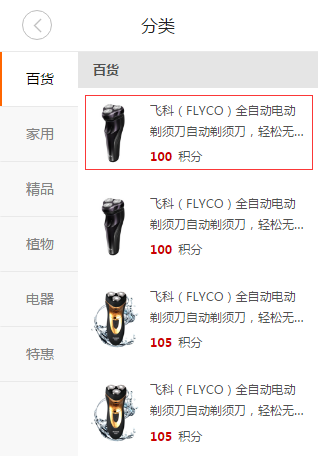 分类
百货
家用
精品
植物
电器
特惠
百货
飞科（FLYCO）全自动电动
剃须刀自动剃须刀，轻松无...
100 积分
飞科（FLYCO）全自动电动
剃须刀自动剃须刀，轻松无...
100 积分
飞科（FLYCO）全自动电动
剃须刀自动剃须刀，轻松无...
105 积分
飞科（FLYCO）全自动电动
剃须刀自动剃须刀，轻松无...
105 积分